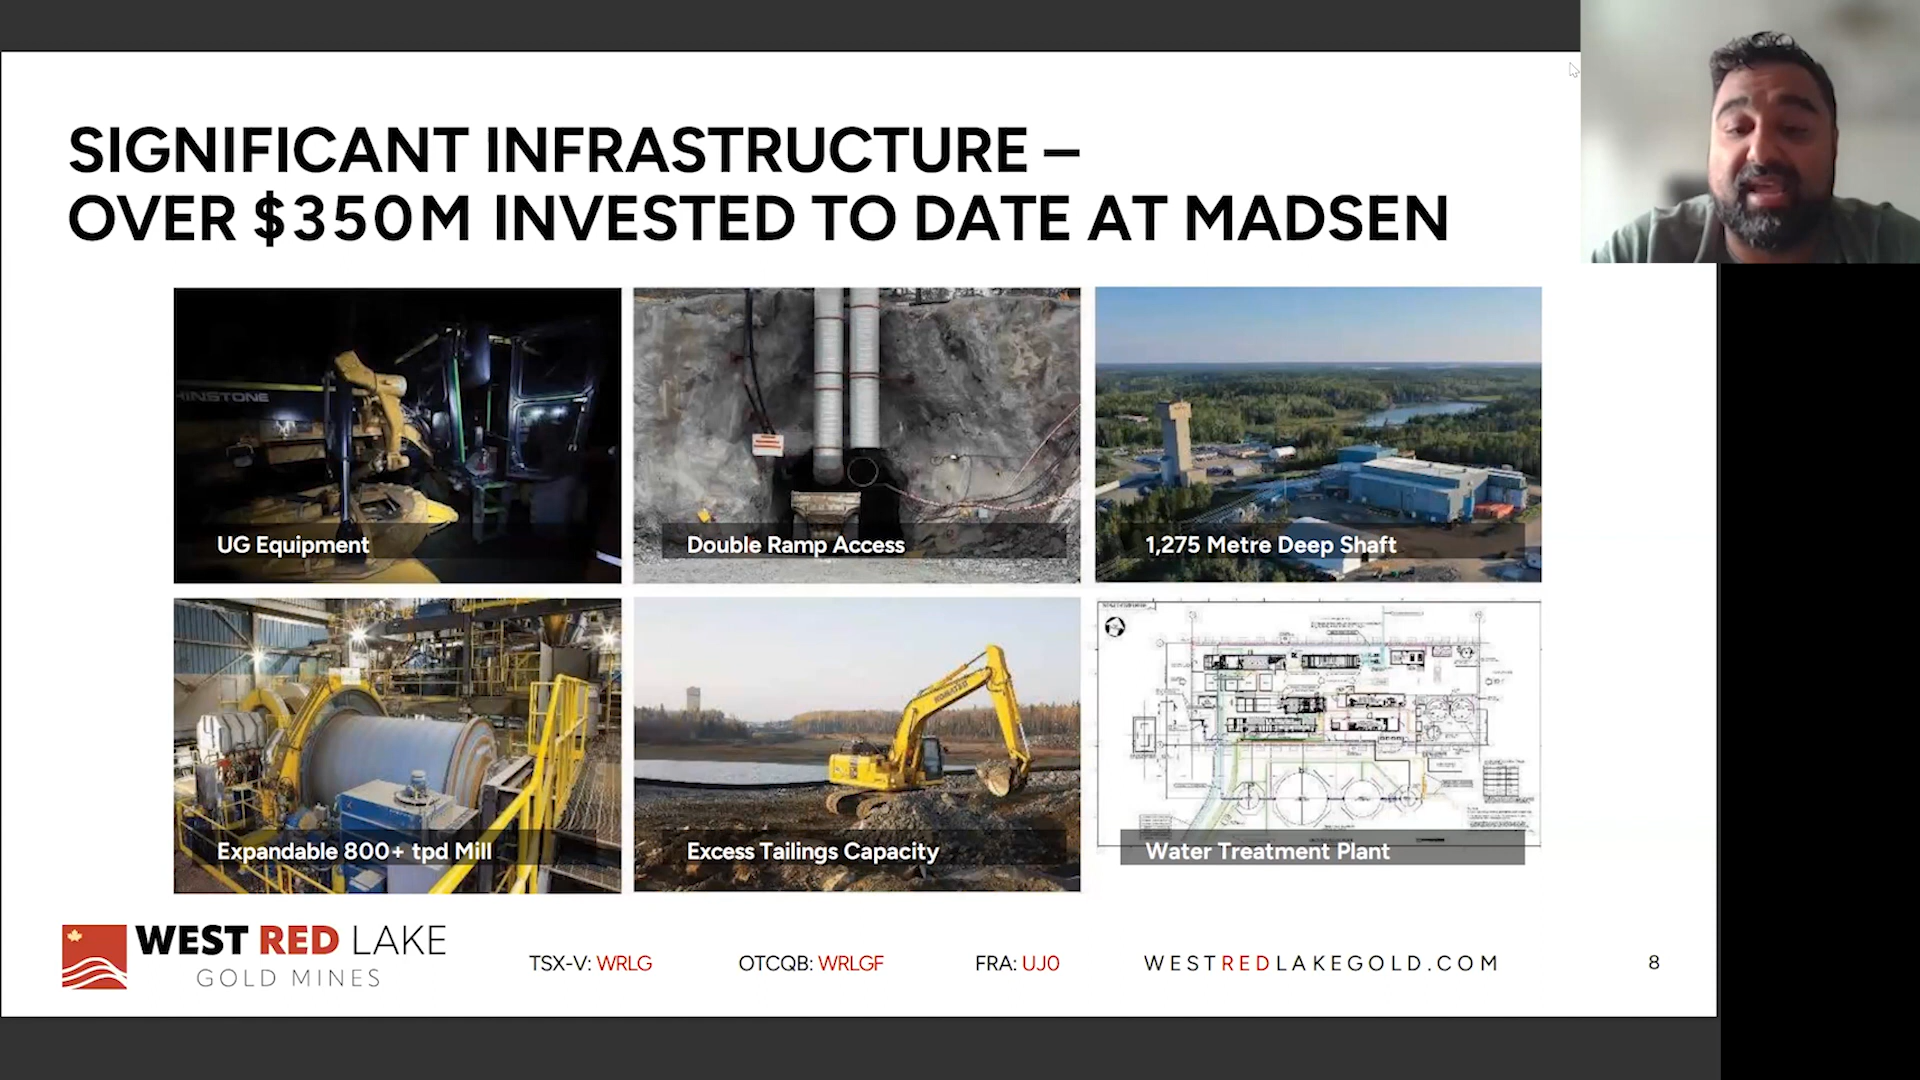 SIGNIFICANT INFRASTRUCTURE –
OVER $350M INVESTED TO DATE AT MADSEN
HINSTONE
UG Equipment
Double Ramp Access
1,275 Metre Deep Shaft
KOMATSU
Expandable 800+ tpd Mill
Excess Tailings Capacity
Water Treatment Plant
WEST RED LAKE
GOLD MINES
TSX-V: WRLG
OTCQB: WRLGF
FRA: UJ0
WESTREDLAKEGOLD.COM
8